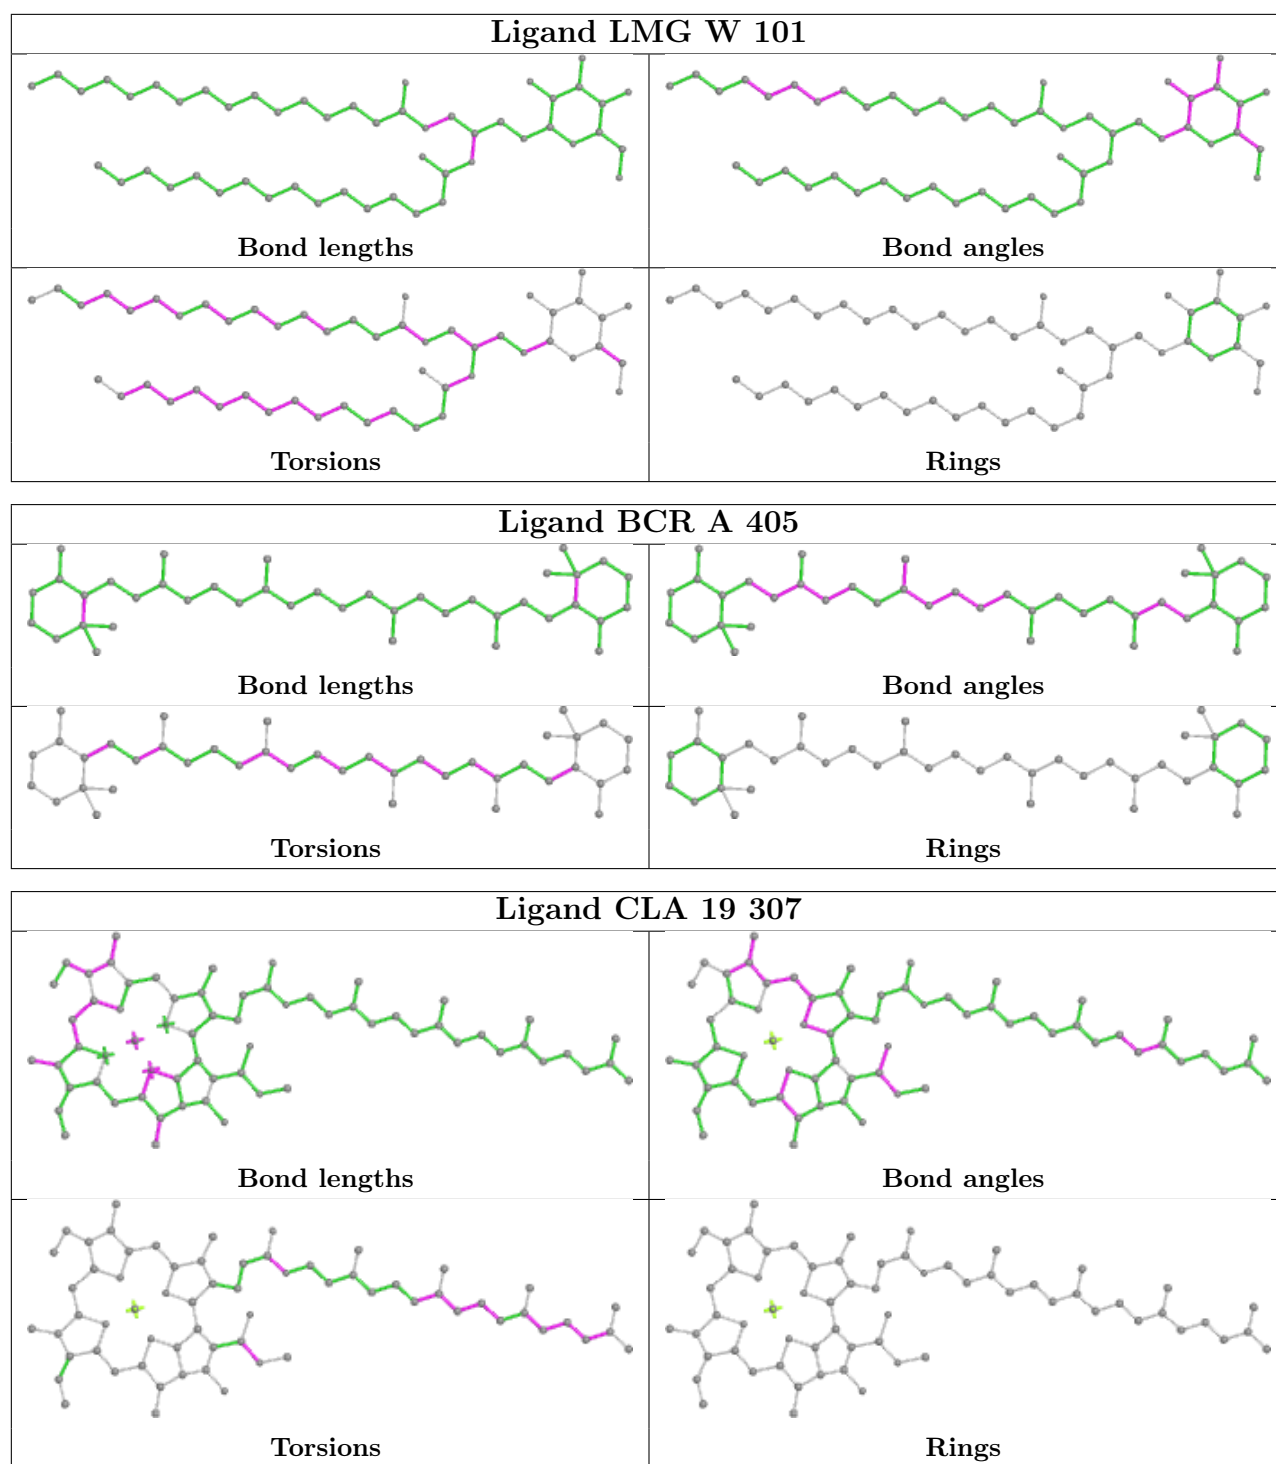 Ligand LMG W 101
Bond lengths
Bond angles
Torsions
Rings
Ligand BCR A 405
Bond lengths
Bond angles
Torsions
Rings
Ligand CLA 19 307
Bond lengths
Bond angles
Torsions
Rings